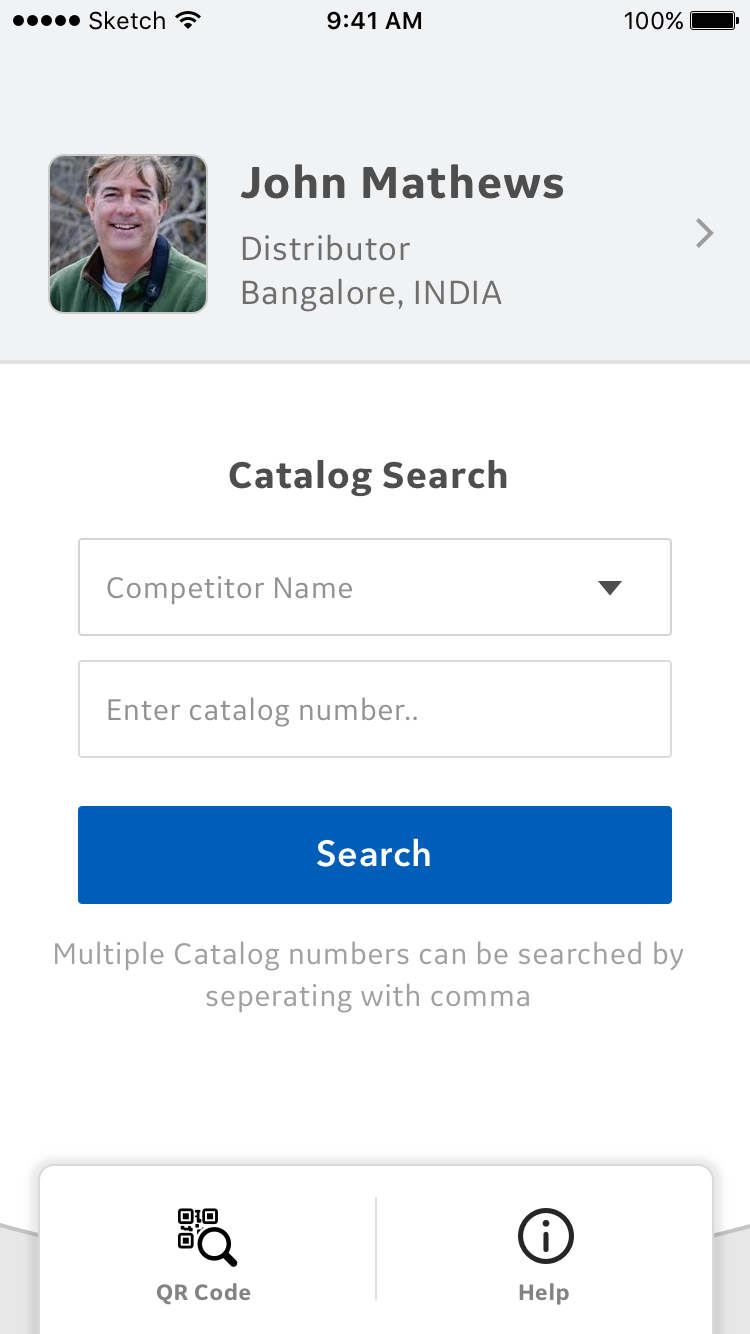 Sketch 9:41 AM 100%
John Mathews
Distributor
Bangalore, INDIA
Catalog Search
Competitor Name
Enter catalog number..
Search
Multiple Catalog numbers can be searched by
seperating with comma
QR Code Help